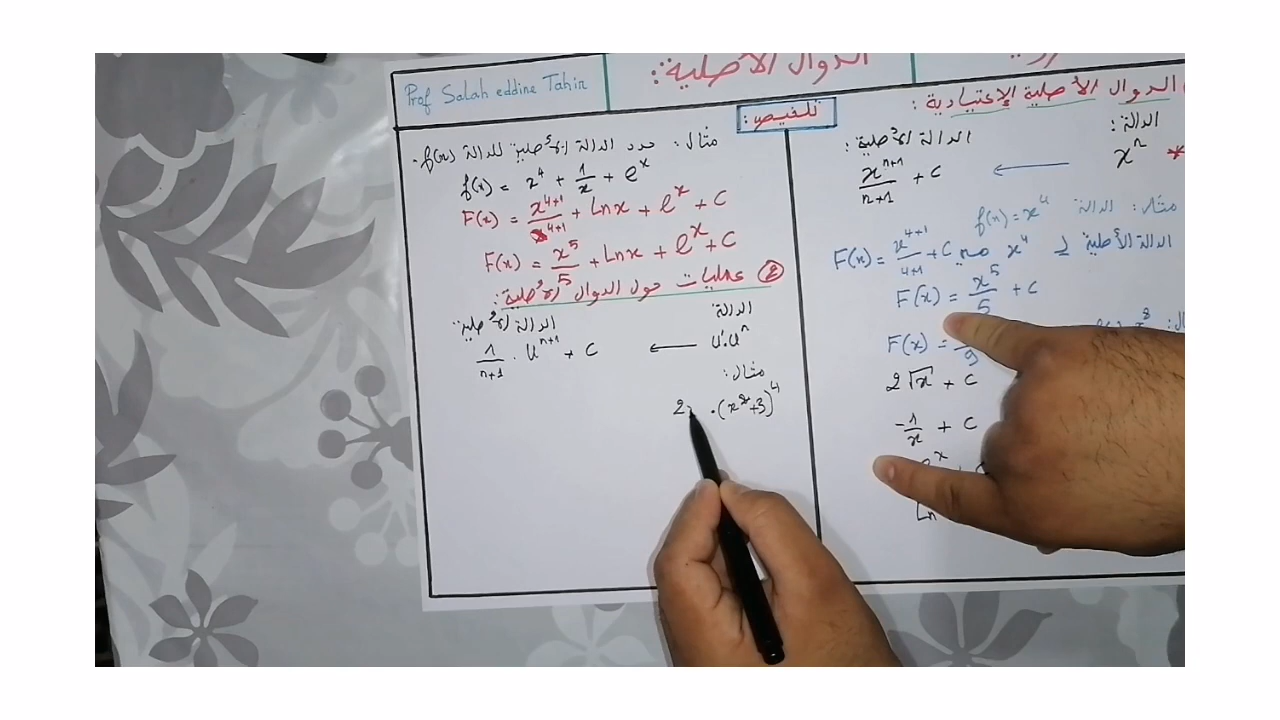 الدوال الأصلية:
Prof Salah eddine Tahiri
تلخيص:
الدوال الأصلية الإعتيادية:
الدالة: الدالة الأصلية:
* xⁿ ← xⁿ⁺¹/(n+1) + c
مثال: الدالة f(x) = x⁴
الدالة الأصلية لـ x⁴ F(x) = x⁴⁺¹/(4+1) + c
F(x) = x⁵/5 + c
F(x) =
2√x + c
-1/x + c
Ln
مثال: حدد الدالة الأصلية للدالة f(x).
f(x) = x⁴ + 1/x + eˣ
F(x) = x⁴⁺¹/(4+1) + Lnx + eˣ + c
F(x) = x⁵/5 + Lnx + eˣ + c
② عمليات حول الدوال الأصلية:
الدالة الدالة الأصلية
u'.uⁿ ← 1/(n+1) . uⁿ⁺¹ + c
مثال:
2x .(x²+3)⁴